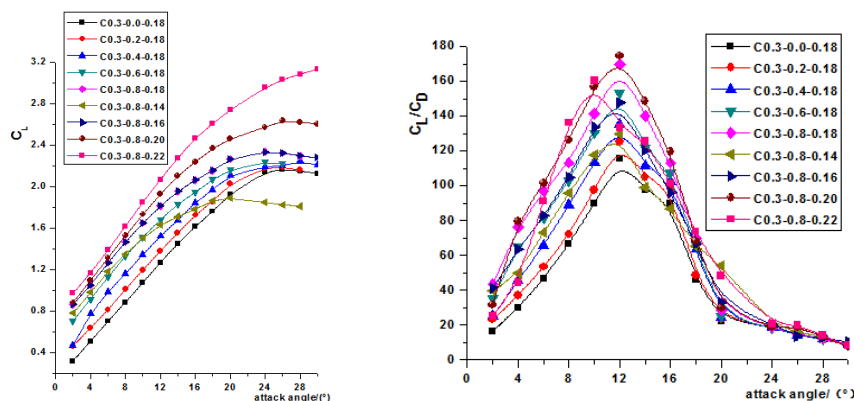 C0.3-0.0-0.18
C0.3-0.2-0.18
C0.3-0.4-0.18
C0.3-0.6-0.18
C0.3-0.8-0.18
C0.3-0.8-0.14
C0.3-0.8-0.16
C0.3-0.8-0.20
C0.3-0.8-0.22
3.2
2.8
2.4
2.0
1.6
1.2
0.8
0.4
CL
0 4 8 12 16 20 24 28
attack angle/(°)
C0.3-0.0-0.18
C0.3-0.2-0.18
C0.3-0.4-0.18
C0.3-0.6-0.18
C0.3-0.8-0.18
C0.3-0.8-0.14
C0.3-0.8-0.16
C0.3-0.8-0.20
C0.3-0.8-0.22
180
160
140
120
100
80
60
40
20
0
CL/CD
0 4 8 12 16 20 24 28
attack angle/ (°)